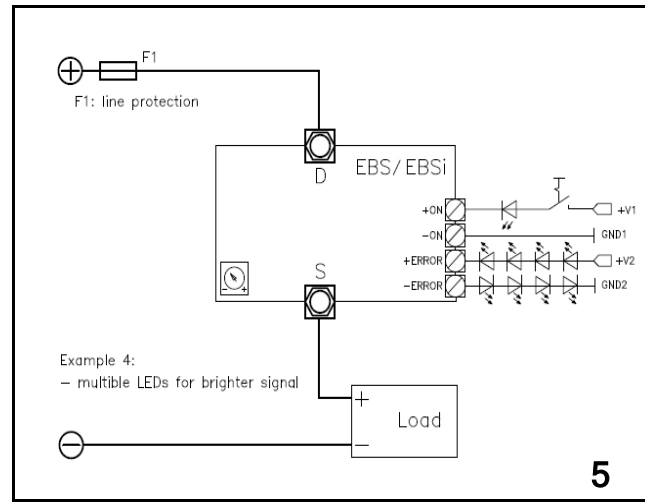 F1
F1: line protection
D
EBS/EBSi
+ON
+V1
-ON
GND1
+ERROR
+V2
-ERROR
GND2
S
- +
Example 4:
- multible LEDs for brighter signal
+
Load
-
5